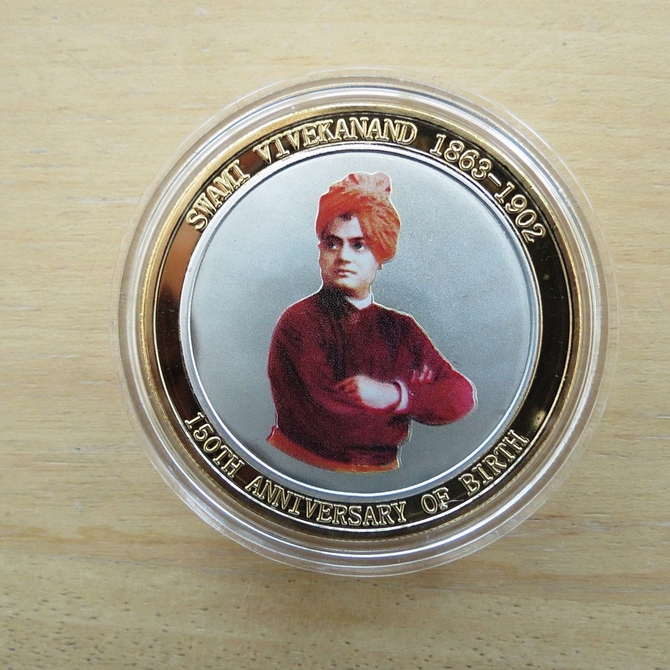 SWAMI VIVEKANAND 1863-1902
150TH ANNIVERSARY OF BIRTH